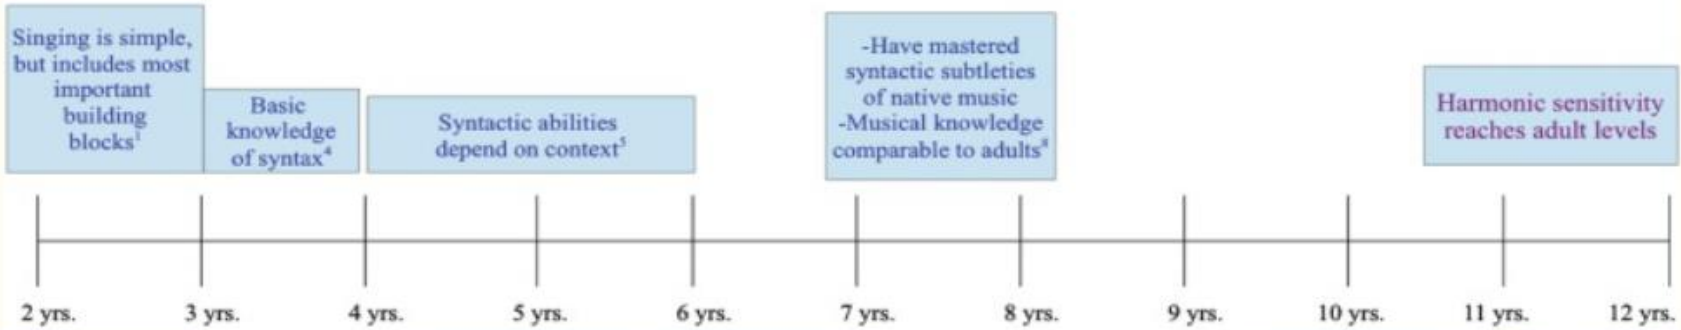 Singing is simple,
but includes most
important
building
blocks¹
Basic
knowledge
of syntax⁴
Syntactic abilities
depend on context⁵
-Have mastered
syntactic subtleties
of native music
-Musical knowledge
comparable to adults⁸
Harmonic sensitivity
reaches adult levels
2 yrs.
3 yrs.
4 yrs.
5 yrs.
6 yrs.
7 yrs.
8 yrs.
9 yrs.
10 yrs.
11 yrs.
12 yrs.